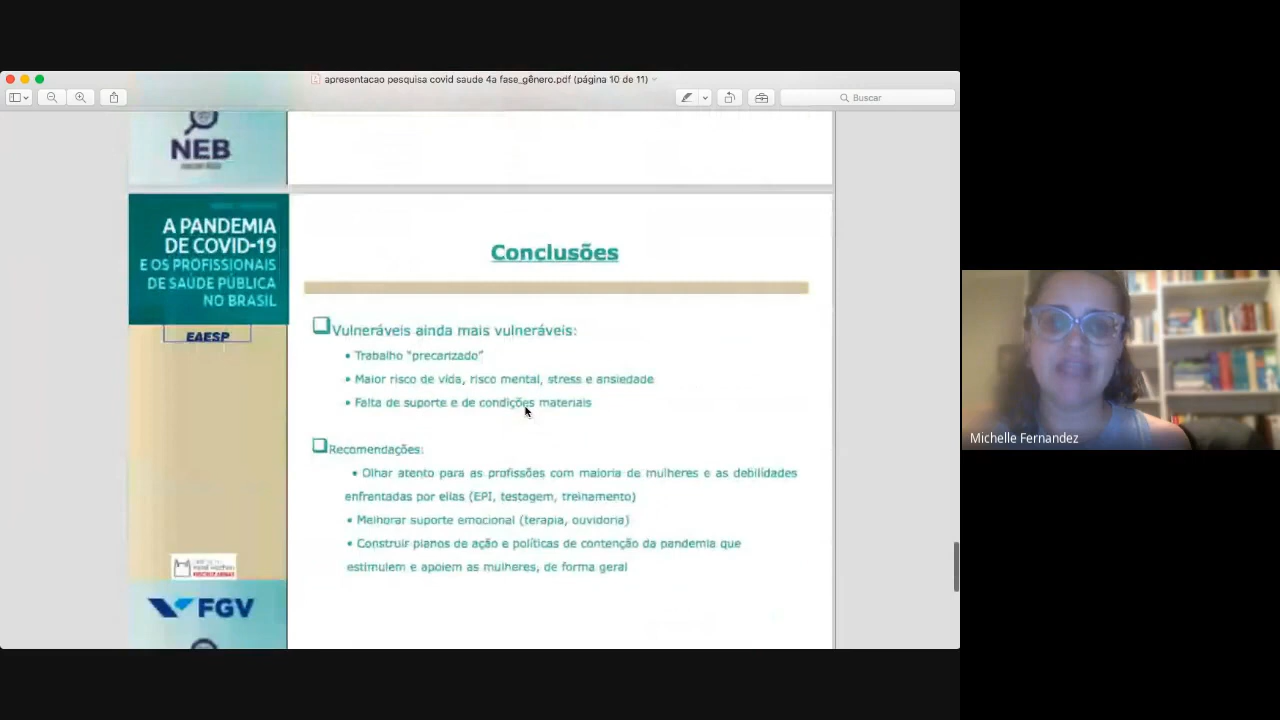 apresentacao pesquisa covid saude 4a fase_gênero.pdf (página 10 de 11)
Buscar
NEB
A PANDEMIA
DE COVID-19
E OS PROFISSIONAIS
DE SAÚDE PÚBLICA
NO BRASIL
EAESP
FGV
Conclusões
Vulneráveis ainda mais vulneráveis:
• Trabalho "precarizado"
• Maior risco de vida, risco mental, stress e ansiedade
• Falta de suporte e de condições materiais
Recomendações:
• Olhar atento para as profissões com maioria de mulheres e as debilidades
enfrentadas por ellas (EPI, testagem, treinamento)
• Melhorar suporte emocional (terapia, ouvidoria)
• Construir planos de ação e políticas de contenção da pandemia que
estimulem e apoiem as mulheres, de forma geral
Michelle Fernandez